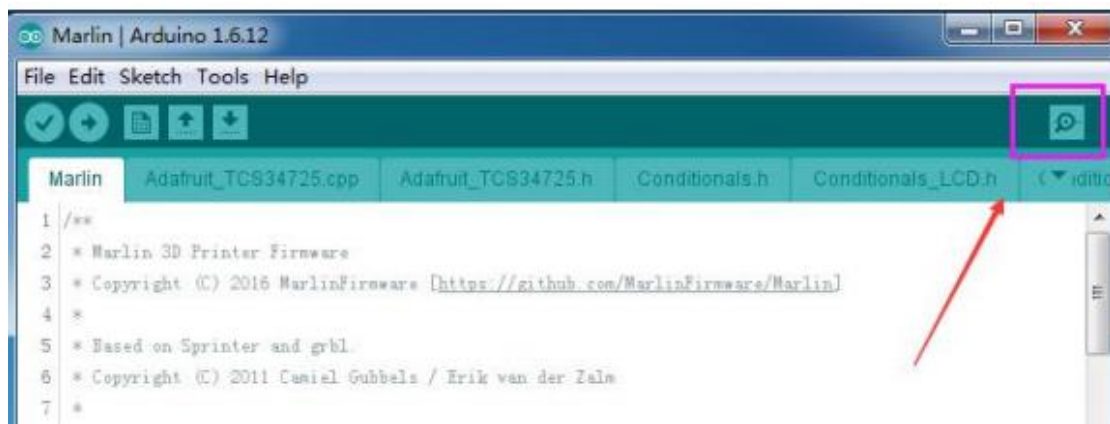 Marlin | Arduino 1.6.12
File Edit Sketch Tools Help
Marlin Adafruit_TCS34725.cpp Adafruit_TCS34725.h Conditionals.h Conditionals_LCD.h
1 /**
2 * Marlin 3D Printer Firmware
3 * Copyright (C) 2016 MarlinFirmware [https://github.com/MarlinFirmware/Marlin]
4 *
5 * Based on Sprinter and grbl.
6 * Copyright (C) 2011 Camiel Gubbels / Erik van der Zalm
7 *